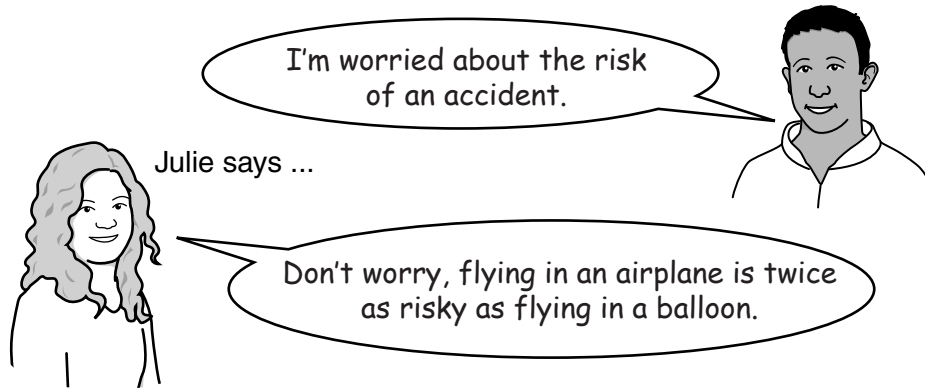 I'm worried about the risk
of an accident.
Julie says ...
Don't worry, flying in an airplane is twice
as risky as flying in a balloon.